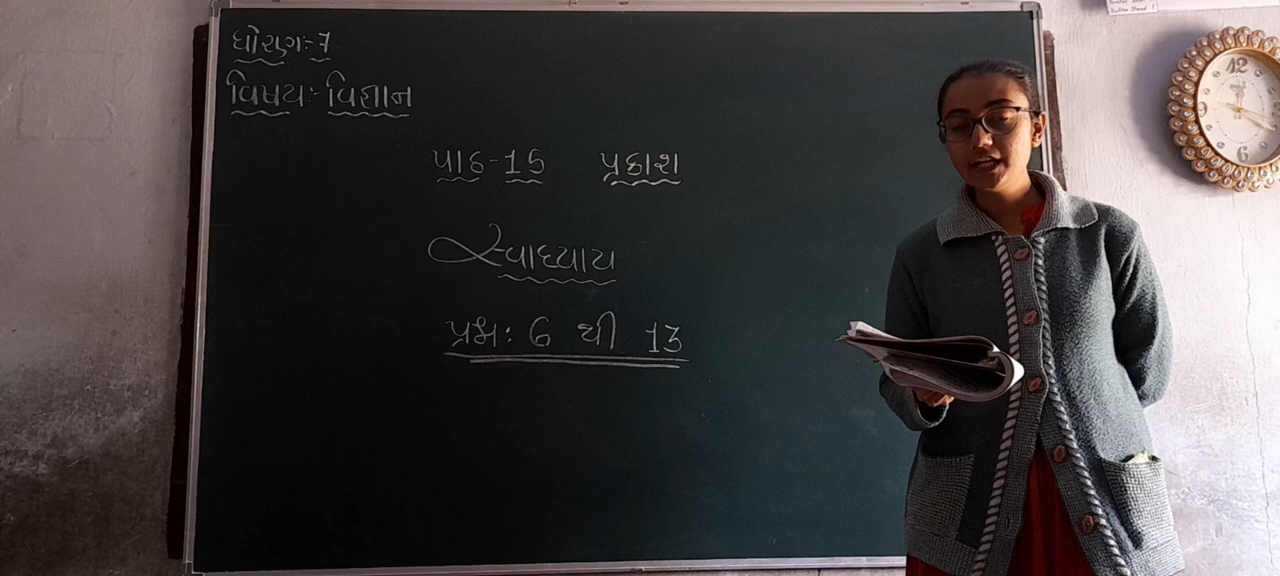 ધોરણ:-7
વિષય:- વિજ્ઞાન
પાઠ-15 પ્રકાશ
સ્વાધ્યાય
પ્રશ્ન: 6 થી 13
12
6